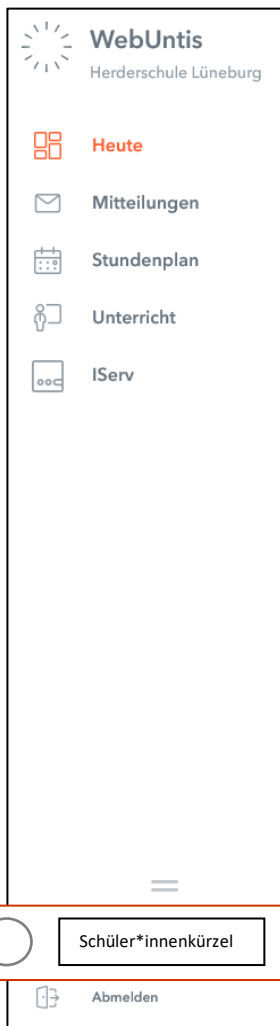 WebUntis
Herderschule Lüneburg
Heute
Mitteilungen
Stundenplan
Unterricht
IServ
Schüler*innenkürzel
Abmelden